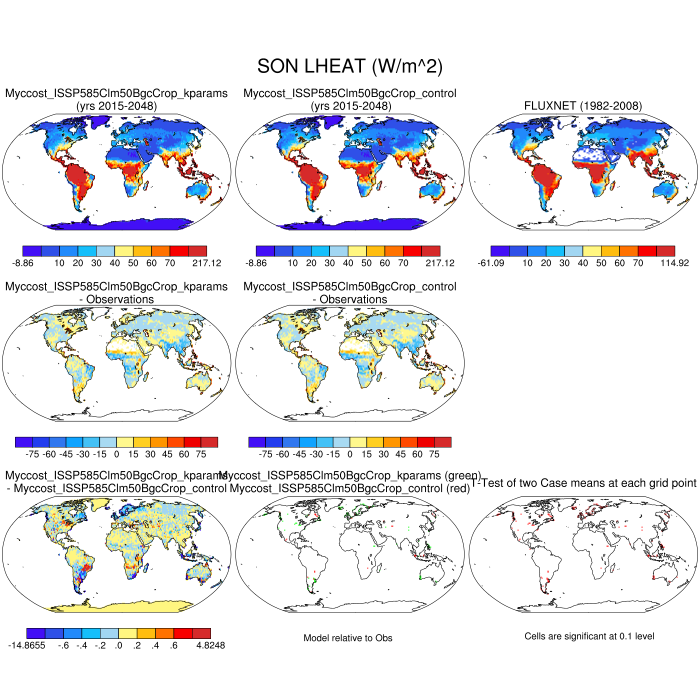 SON LHEAT (W/m^2)
Myccost_ISSP585Clm50BgcCrop_kparams
(yrs 2015-2048)
Myccost_ISSP585Clm50BgcCrop_control
(yrs 2015-2048)
FLUXNET (1982-2008)
-8.86 10 20 30 40 50 60 70 217.12
-8.86 10 20 30 40 50 60 70 217.12
-61.09 10 20 30 40 50 60 70 114.92
Myccost_ISSP585Clm50BgcCrop_kparams
- Observations
Myccost_ISSP585Clm50BgcCrop_control
- Observations
-75 -60 -45 -30 -15 0 15 30 45 60 75
-75 -60 -45 -30 -15 0 15 30 45 60 75
Myccost_ISSP585Clm50BgcCrop_kparams
- Myccost_ISSP585Clm50BgcCrop_control
Myccost_ISSP585Clm50BgcCrop_kparams (green)
Myccost_ISSP585Clm50BgcCrop_control (red)
T-Test of two Case means at each grid point
-14.8655 -.6 -.4 -.2 .0 .2 .4 .6 4.8248
Model relative to Obs
Cells are significant at 0.1 level